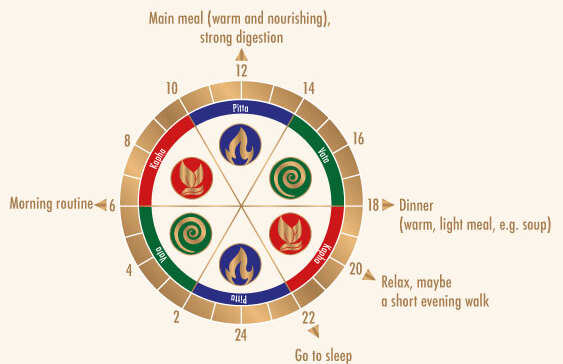 Main meal (warm and nourishing),
strong digestion
12
10
14
Pitta
8
16
Kapha
Vata
Morning routine
6
18
Dinner
(warm, light meal, e.g. soup)
Vata
Kapha
4
20
Relax, maybe
a short evening walk
Pitta
2
22
24
Go to sleep